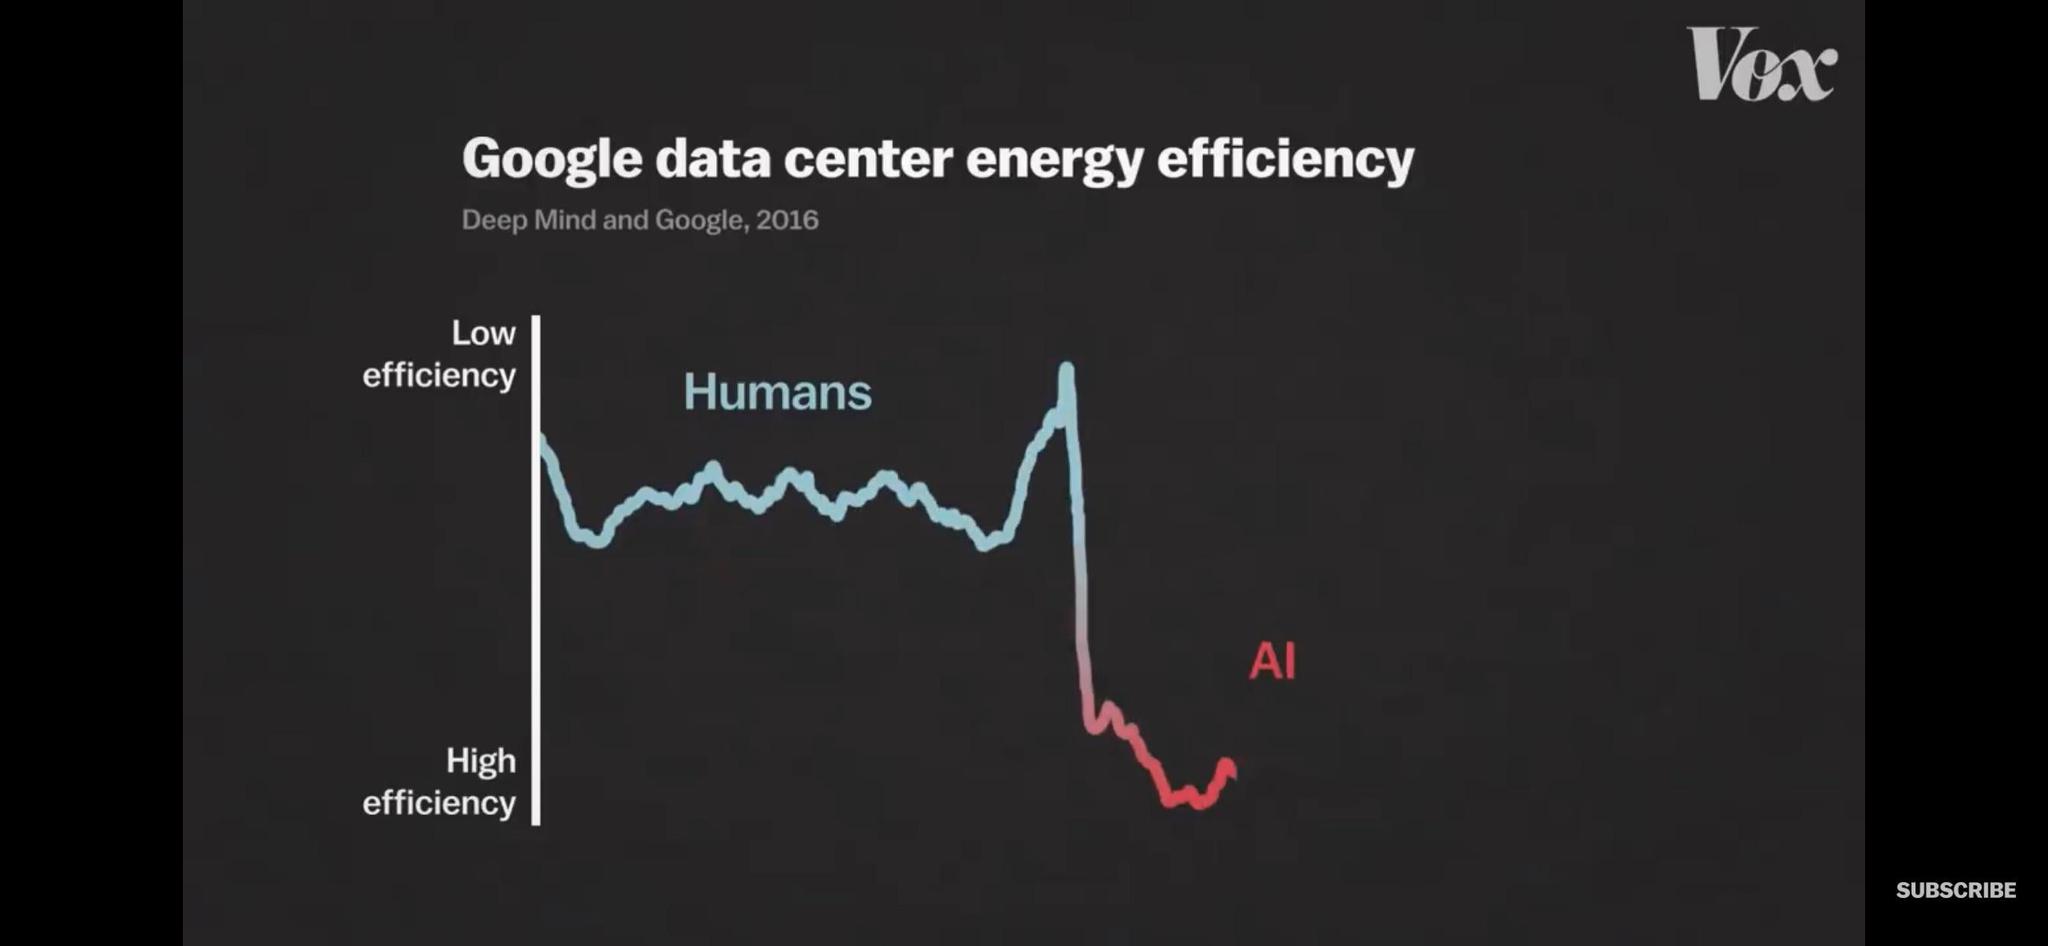 Vox
Google data center energy efficiency
Deep Mind and Google, 2016
Low
efficiency
Humans
AI
High
efficiency
SUBSCRIBE